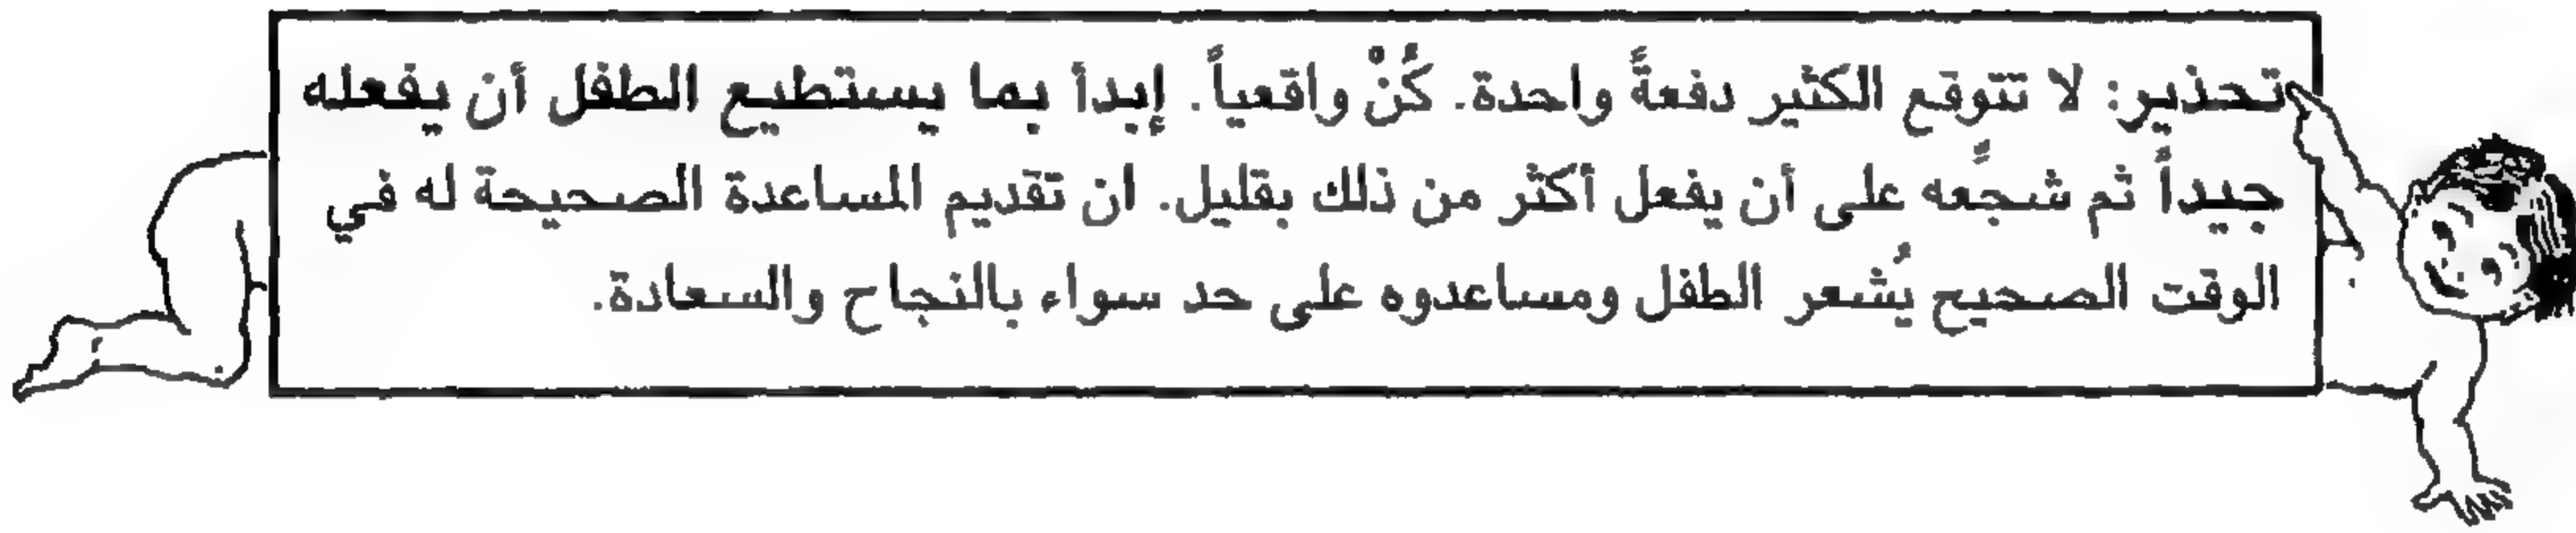 تحذير: لا تتوقع الكثير دفعةً واحدة. كُنْ واقعياً. إبدأ بما يستطيع الطفل أن يفعله
جيداً ثم شجِّعه على أن يفعل أكثر من ذلك بقليل. ان تقديم المساعدة الصحيحة له في
الوقت الصحيح يُشعر الطفل ومساعدوه على حد سواء بالنجاح والسعادة.